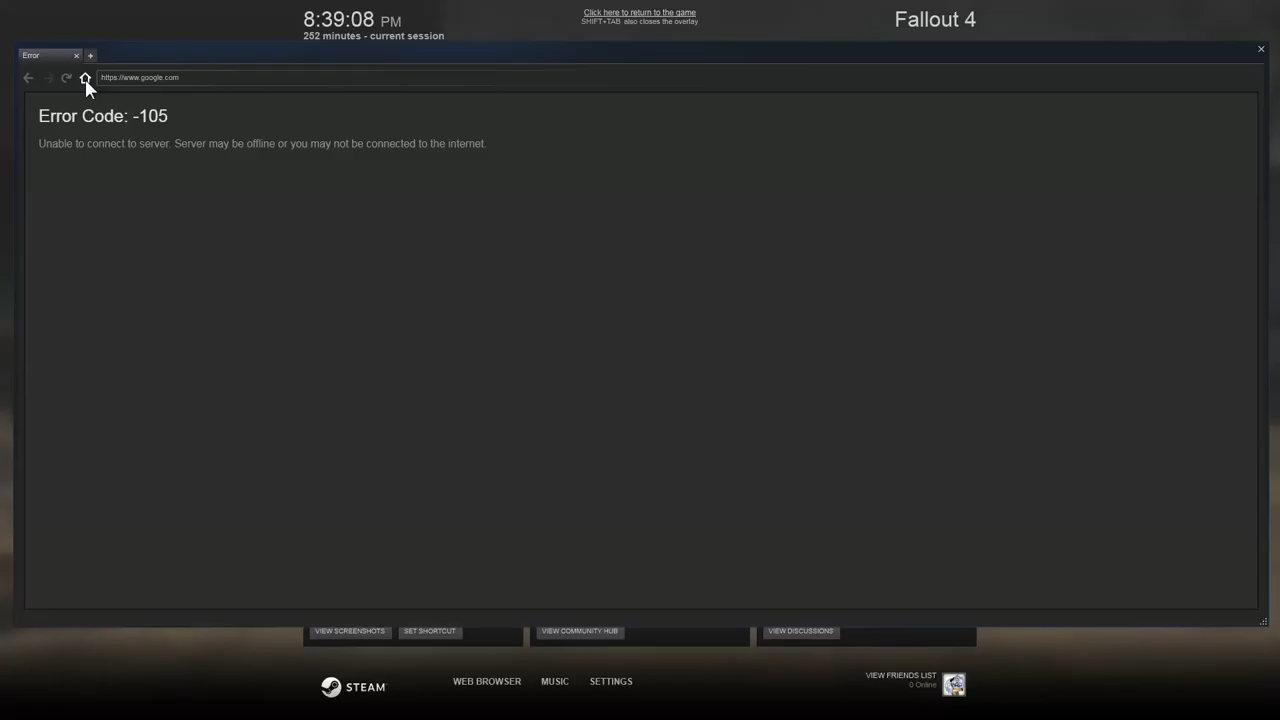 8:39:08 PM
252 minutes - current session
Click here to return to the game
SHIFT+TAB also closes the overlay
Fallout 4
Error
https://www.google.com
Error Code: -105
Unable to connect to server. Server may be offline or you may not be connected to the internet.
VIEW SCREENSHOTS
SET SHORTCUT
VIEW COMMUNITY HUB
VIEW DISCUSSIONS
STEAM
WEB BROWSER
MUSIC
SETTINGS
VIEW FRIENDS LIST
0 Online